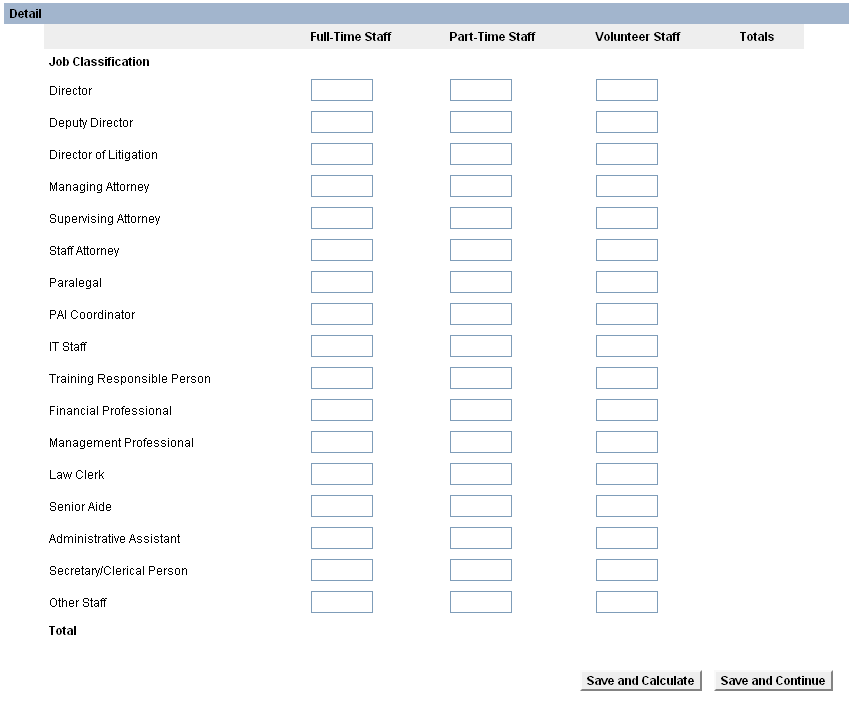 Detail
Full-Time Staff Part-Time Staff Volunteer Staff Totals
Job Classification
Director
Deputy Director
Director of Litigation
Managing Attorney
Supervising Attorney
Staff Attorney
Paralegal
PAI Coordinator
IT Staff
Training Responsible Person
Financial Professional
Management Professional
Law Clerk
Senior Aide
Administrative Assistant
Secretary/Clerical Person
Other Staff
Total
Save and Calculate Save and Continue